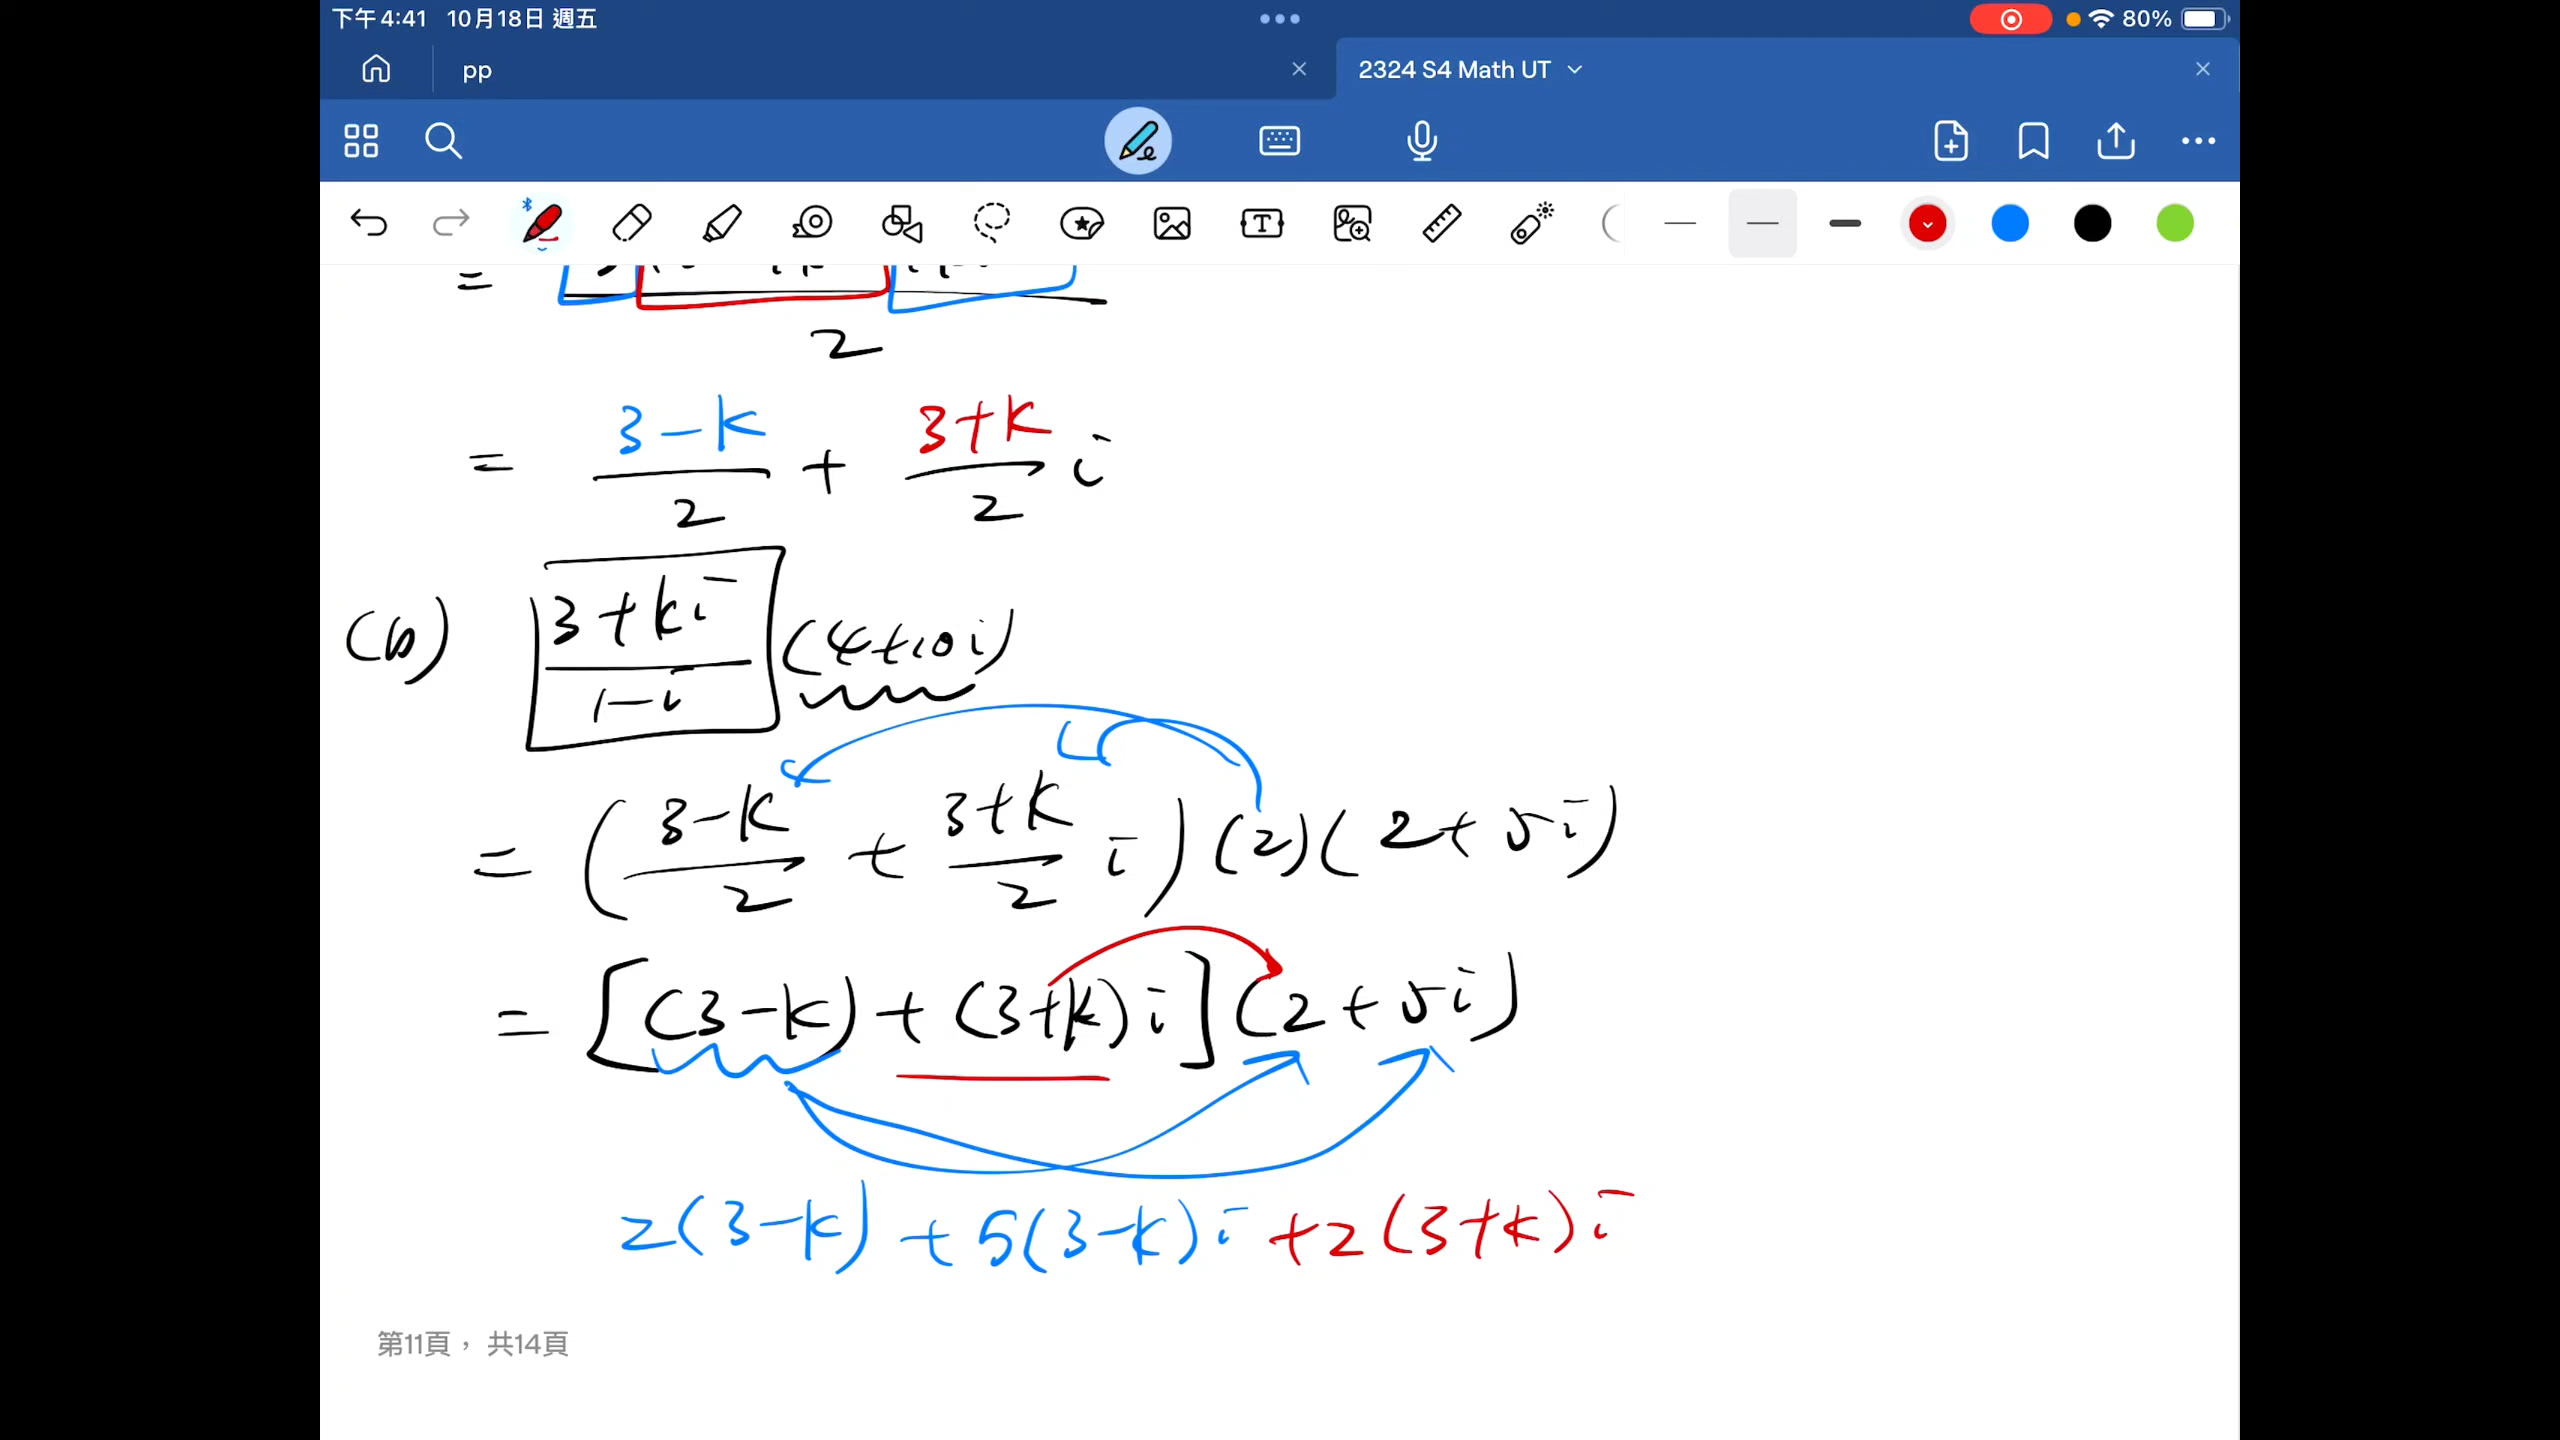 下午4:41 10月18日 週五 80%
pp 2324 S4 Math UT
=
2
= 3-k/2 + 3+k/2 i
(b) 3+ki/1-i (4+10i)
= (3-k/2 + 3+k/2 i)(2)(2+5i)
= [(3-k)+(3+k)i](2+5i)
2(3-k)+5(3-k)i+2(3+k)i
第11頁，共14頁